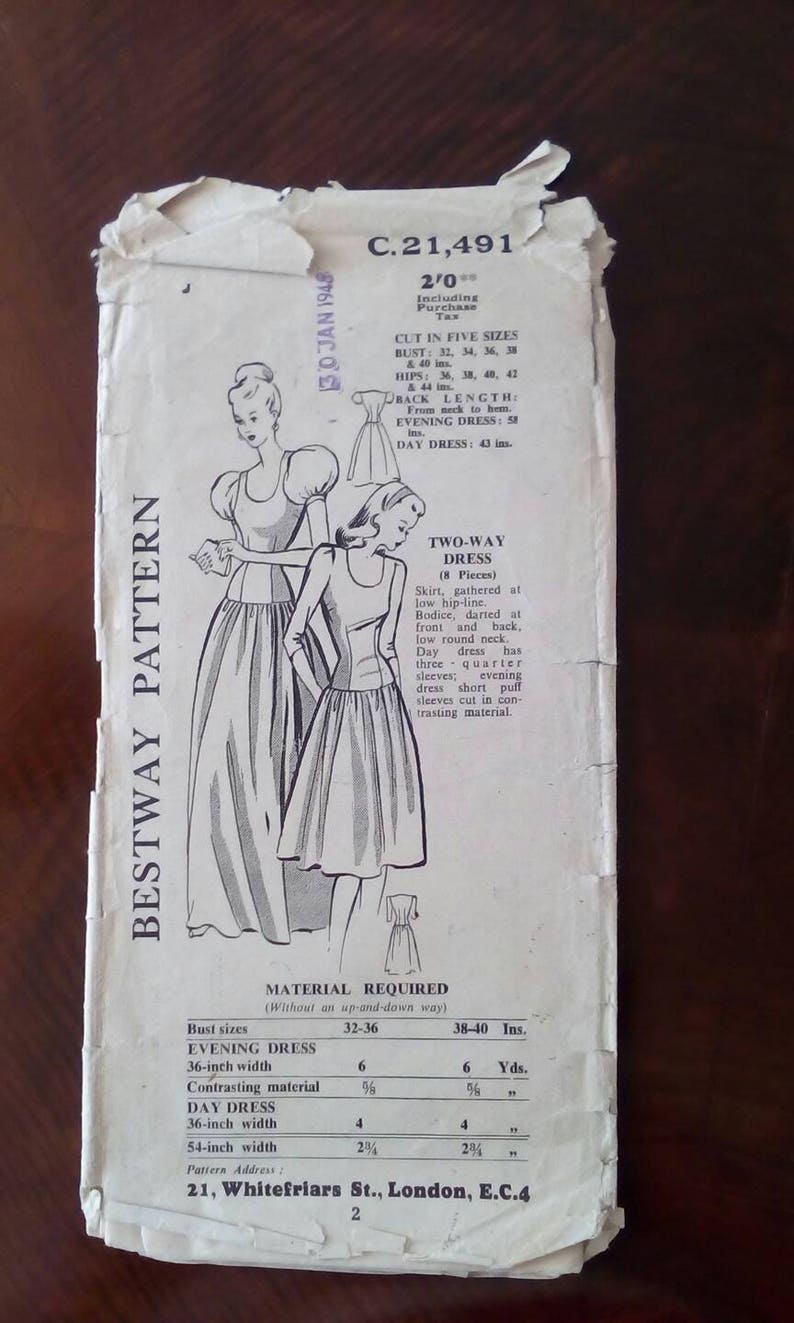 C.21,491
2'0**
Including
Purchase
Tax
J
30 JAN 1948
CUT IN FIVE SIZES
BUST: 32, 34, 36, 38
& 40 ins.
HIPS: 36, 38, 40, 42
& 44 ins.
BACK LENGTH:
From neck to hem.
EVENING DRESS: 58
ins.
DAY DRESS: 43 ins.
BESTWAY PATTERN
TWO-WAY
DRESS
(8 Pieces)
Skirt, gathered at
low hip-line.
Bodice, darted at
front and back,
low round neck.
Day dress has
three-quarter
sleeves; evening
dress short puff
sleeves cut in con-
trasting material.
MATERIAL REQUIRED
(Without an up-and-down way)
Bust sizes 32-36 38-40 Ins.
EVENING DRESS
36-inch width 6 6 Yds.
Contrasting material ⅝ ⅝ „
DAY DRESS
36-inch width 4 4 „
54-inch width 2¾ 2¾ „
Pattern Address:
21, Whitefriars St., London, E.C.4
2